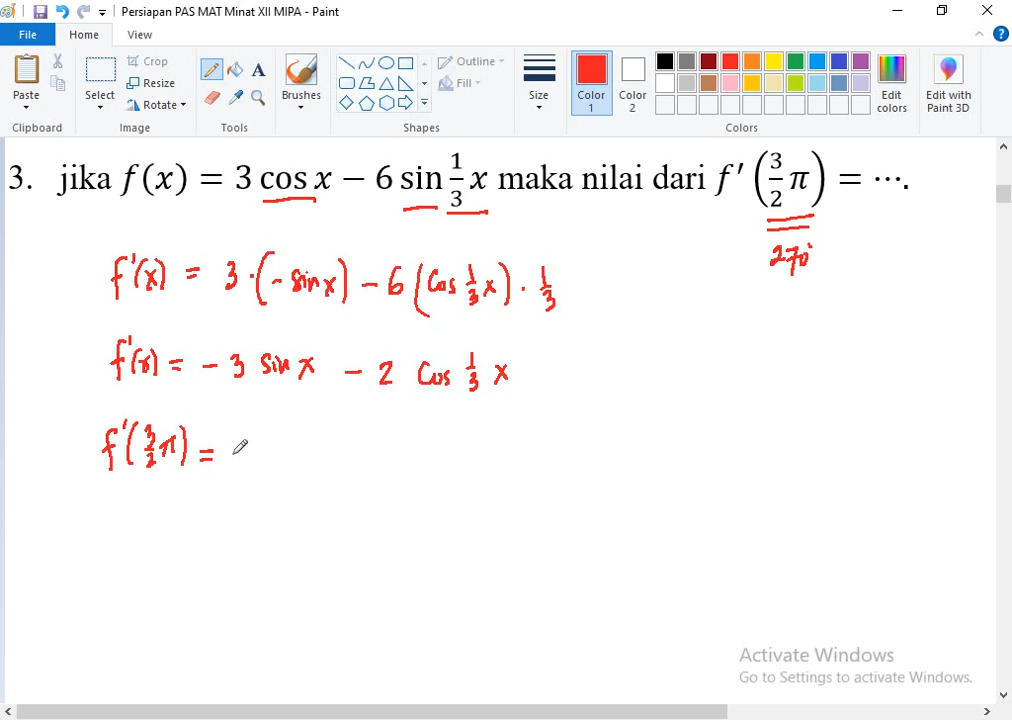 Persiapan PAS MAT Minat XII MIPA - Paint
File Home View
Paste
Select
Crop
Resize
Rotate
Brushes
Outline
Fill
Size
Color 1
Color 2
Edit colors
Edit with Paint 3D
Clipboard Image Tools Shapes Colors
3. jika f(x) = 3 cos x − 6 sin 1/3 x maka nilai dari f′(3/2 π) = ⋯.
270°
f'(x) = 3 · (- sin x) - 6 (cos 1/3 x) · 1/3
f'(x) = - 3 sin x - 2 cos 1/3 x
f'(3/2 π) =
Activate Windows
Go to Settings to activate Windows.